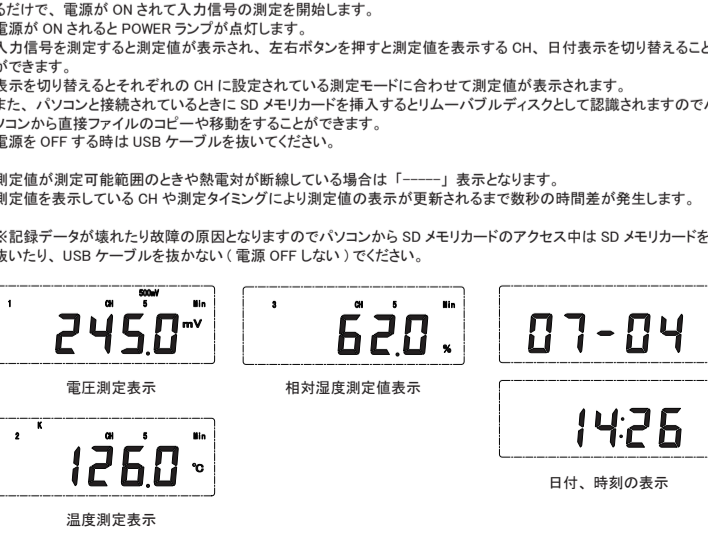 るだけで、電源が ON されて入力信号の測定を開始します。
電源が ON されると POWER ランプが点灯します。
入力信号を測定すると測定値が表示され、左右ボタンを押すと測定値を表示する CH、日付表示を切り替えること
ができます。
表示を切り替えるとそれぞれの CH に設定されている測定モードに合わせて測定値が表示されます。
また、パソコンと接続されているときに SD メモリカードを挿入するとリムーバブルディスクとして認識されますのでパ
ソコンから直接ファイルのコピーや移動をすることができます。
電源を OFF する時は USB ケーブルを抜いてください。
測定値が測定可能範囲のときや熱電対が断線している場合は「-----」表示となります。
測定値を表示している CH や測定タイミングにより測定値の表示が更新されるまで数秒の時間差が発生します。
※記録データが壊れたり故障の原因となりますのでパソコンから SD メモリカードのアクセス中は SD メモリカードを
抜いたり、USB ケーブルを抜かない ( 電源 OFF しない ) でください。
500mV
1 CH 5 Min
245.0 mV
電圧測定表示
3 CH 5 Min
62.0 %
相対湿度測定値表示
07-04
K
2 CH 5 Min
126.0 ℃
温度測定表示
14:26
日付、時刻の表示